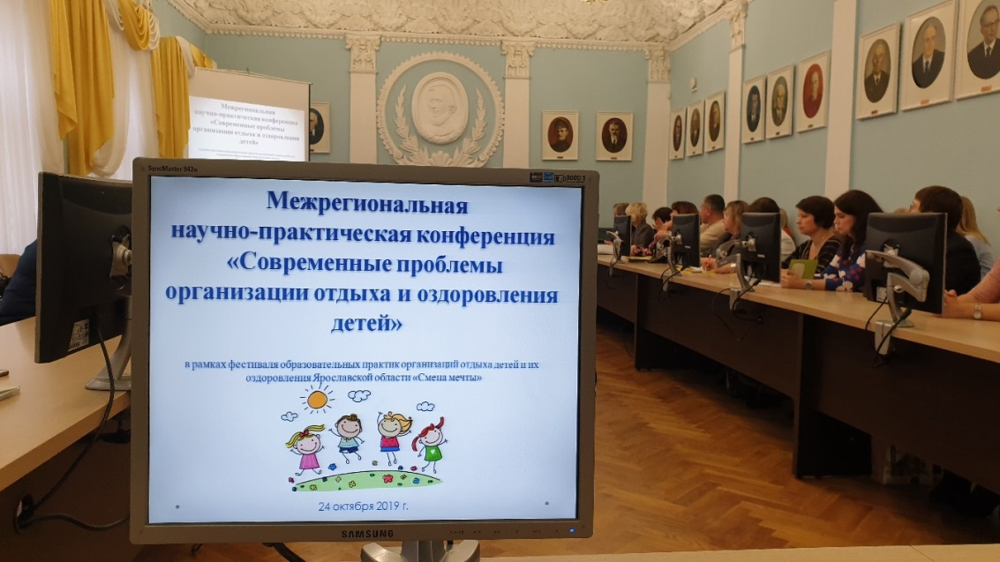 SyncMaster 943n
Межрегиональная
научно-практическая конференция
«Современные проблемы
организации отдыха и оздоровления
детей»
в рамках фестиваля образовательных практик организаций отдыха детей и их
оздоровления Ярославской области «Смена мечты»
24 октября 2019 г.
SAMSUNG
Межрегиональная
научно-практическая конференция
«Современные проблемы
организации отдыха и оздоровления
детей»